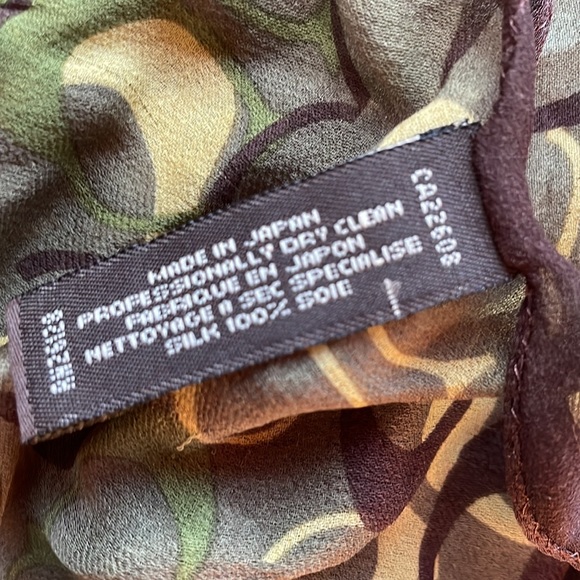 MADE IN JAPAN
PROFESSIONALLY DRY CLEAN
FABRIQUE EN JAPON
NETTOYAGE A SEC SPECIALISE
SILK 100% SOIE
CA22608